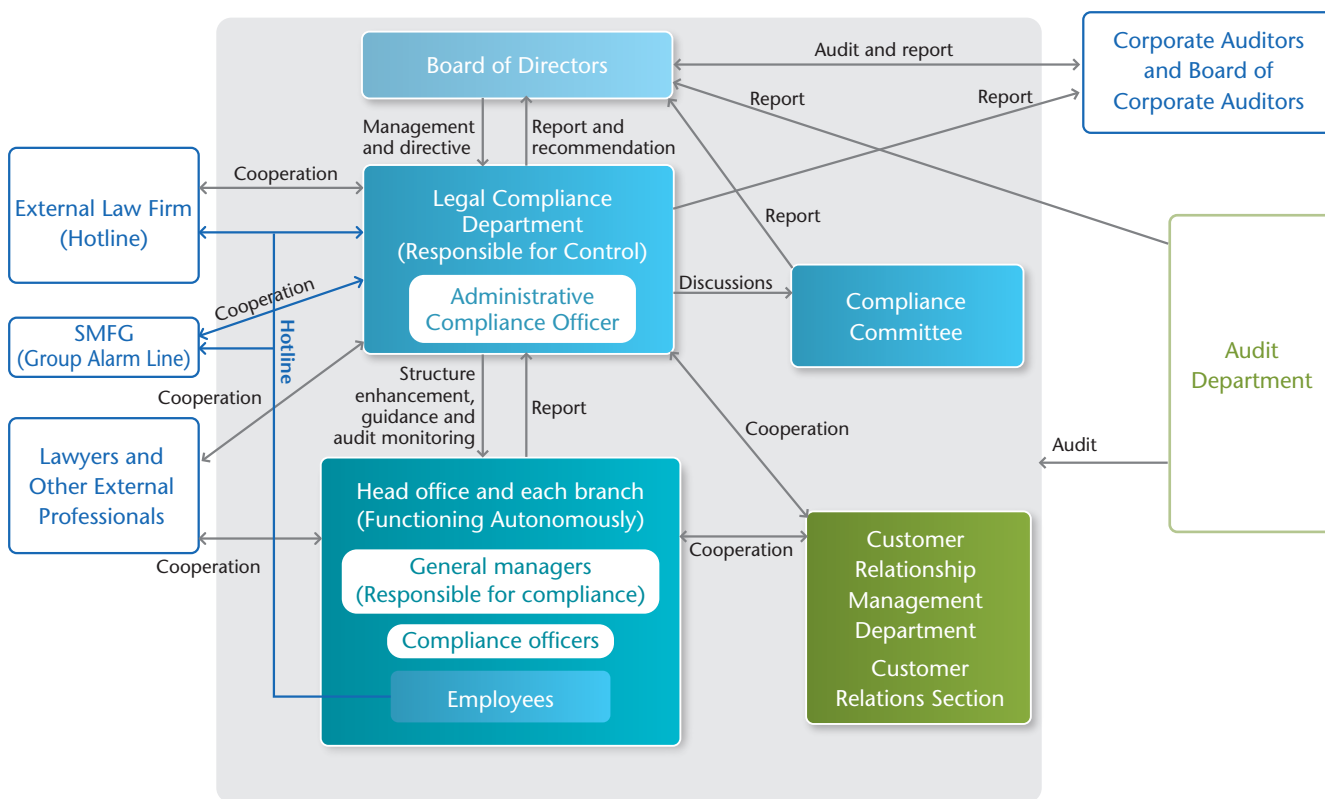 Board of Directors
Audit and report
Corporate Auditors
and Board of
Corporate Auditors
Report
Report
Management
and directive
Report and
recommendation
Cooperation
External Law Firm
(Hotline)
Legal Compliance
Department
(Responsible for Control)
Administrative
Compliance Officer
Report
Discussions
Compliance
Committee
Cooperation
Hotline
SMFG
(Group Alarm Line)
Audit
Department
Cooperation
Structure
enhancement,
guidance and
audit monitoring
Report
Cooperation
Audit
Lawyers and
Other External
Professionals
Cooperation
Head office and each branch
(Functioning Autonomously)
General managers
(Responsible for compliance)
Compliance officers
Employees
Cooperation
Customer
Relationship
Management
Department
Customer
Relations Section